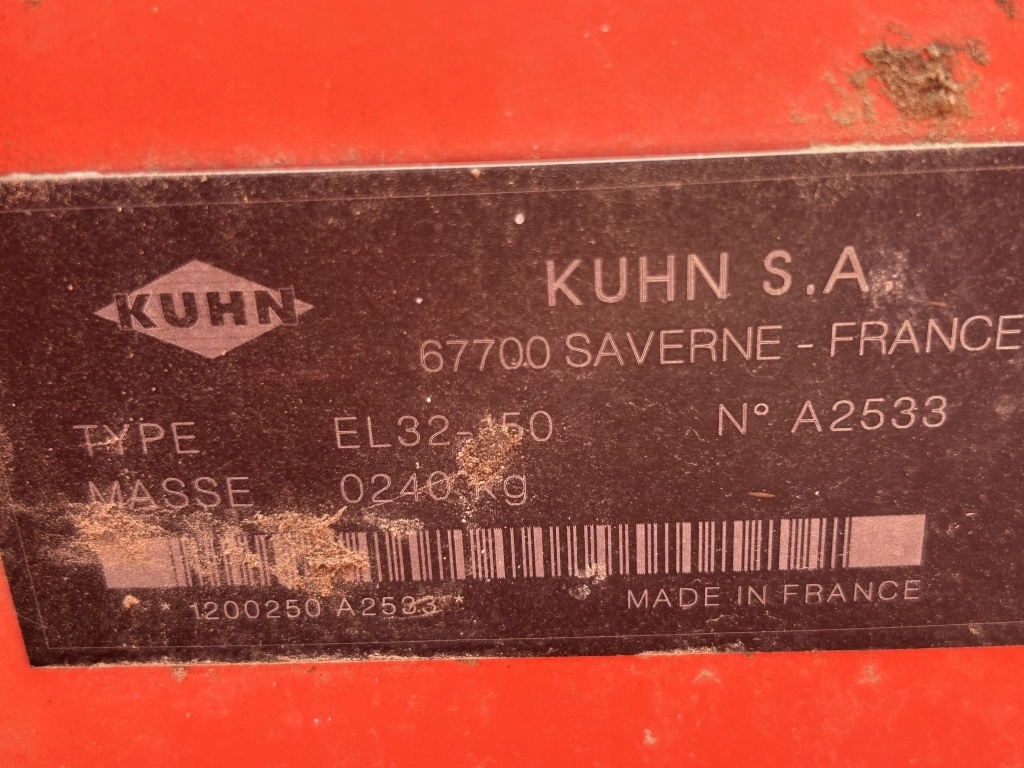 KUHN
KUHN S.A.
67700 SAVERNE - FRANCE
TYPE EL32-150 N° A2533
MASSE 0240 kg
* 1200250 A2533 *
MADE IN FRANCE